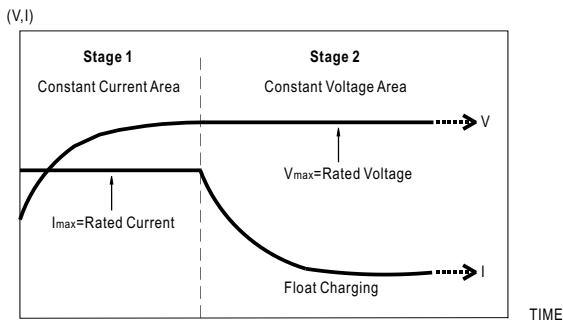 (V,I)
Stage 1
Stage 2
Constant Current Area
Constant Voltage Area
V
Vmax=Rated Voltage
Imax=Rated Current
I
Float Charging
TIME